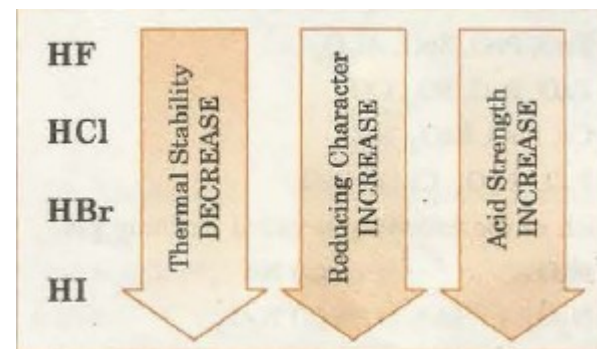 HF
HCl
HBr
HI
Thermal Stability
DECREASE
Reducing Character
INCREASE
Acid Strength
INCREASE